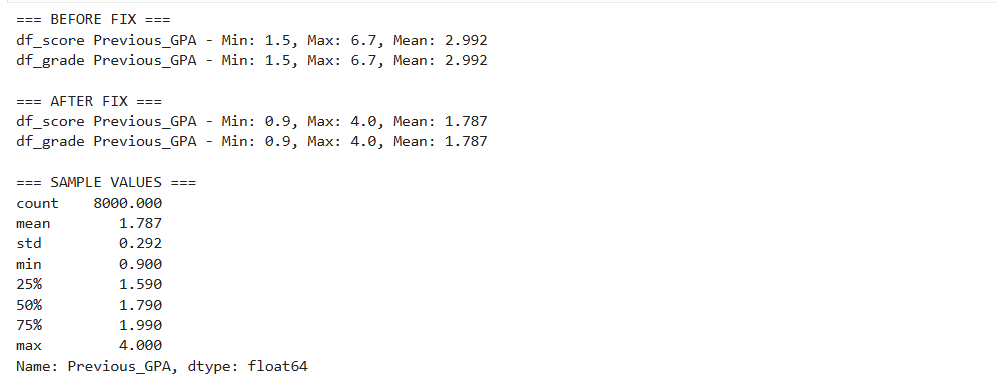 === BEFORE FIX ===
df_score Previous_GPA - Min: 1.5, Max: 6.7, Mean: 2.992
df_grade Previous_GPA - Min: 1.5, Max: 6.7, Mean: 2.992
=== AFTER FIX ===
df_score Previous_GPA - Min: 0.9, Max: 4.0, Mean: 1.787
df_grade Previous_GPA - Min: 0.9, Max: 4.0, Mean: 1.787
=== SAMPLE VALUES ===
count    8000.000
mean        1.787
std         0.292
min         0.900
25%         1.590
50%         1.790
75%         1.990
max         4.000
Name: Previous_GPA, dtype: float64